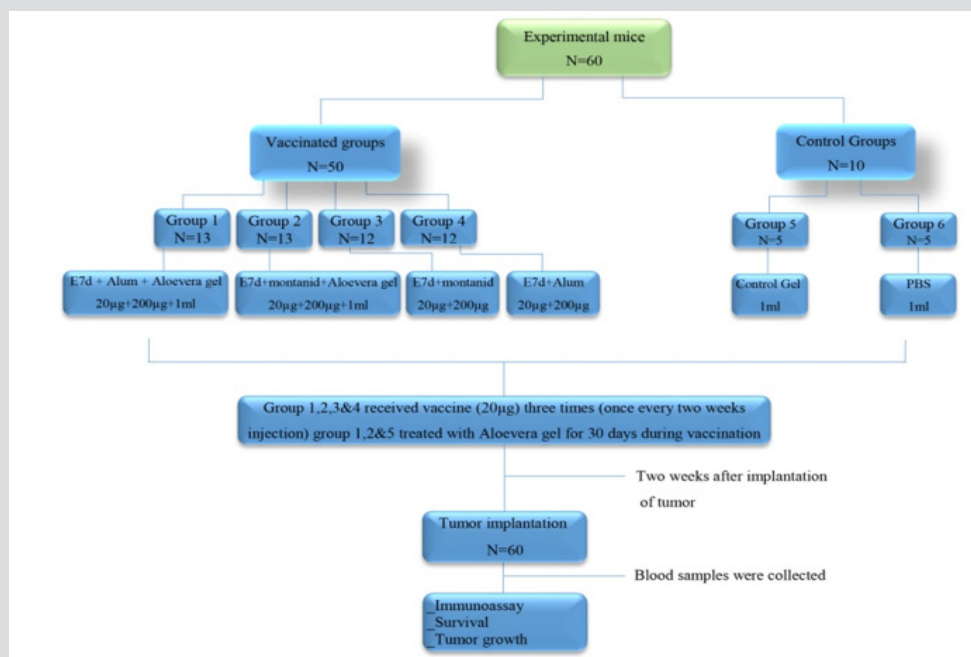 Experimental mice
N=60
Vaccinated groups
N=50
Control Groups
N=10
Group 1
N=13
Group 2
N=13
Group 3
N=12
Group 4
N=12
Group 5
N=5
Group 6
N=5
E7d + Alum + Aloevera gel
20µg+200µg+1ml
E7d+montanid+Aloevera gel
20µg+200µg+1ml
E7d+montanid
20µg+200µg
E7d+Alum
20µg+200µg
Control Gel
1ml
PBS
1ml
Group 1,2,3&4 received vaccine (20µg) three times (once every two weeks
injection) group 1,2&5 treated with Aloevera gel for 30 days during vaccination
Two weeks after implantation
of tumor
Tumor implantation
N=60
Blood samples were collected
_Immunoassay
_Survival
_Tumor growth